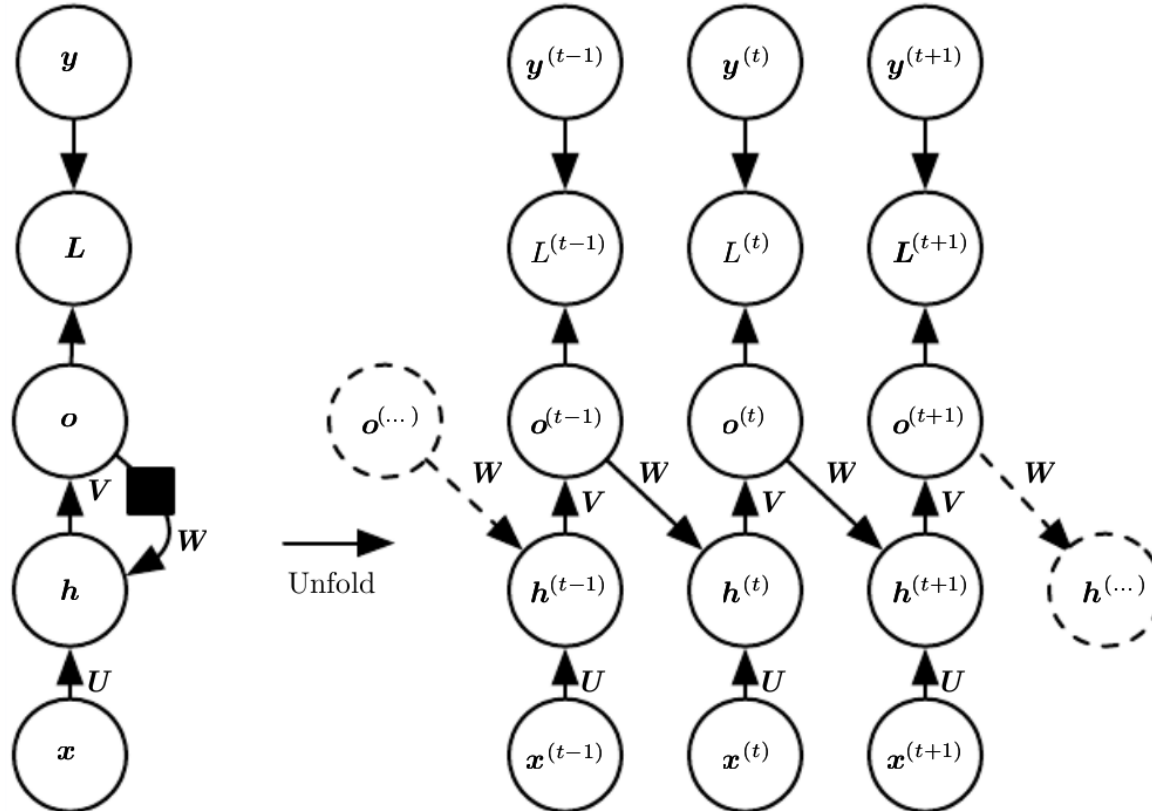 y y^(t−1) y^(t) y^(t+1)
L L^(t−1) L^(t) L^(t+1)
o o^(...) o^(t−1) o^(t) o^(t+1)
W W W W
V V V V
W
h Unfold h^(t−1) h^(t) h^(t+1) h^(...)
U U U U
x x^(t−1) x^(t) x^(t+1)